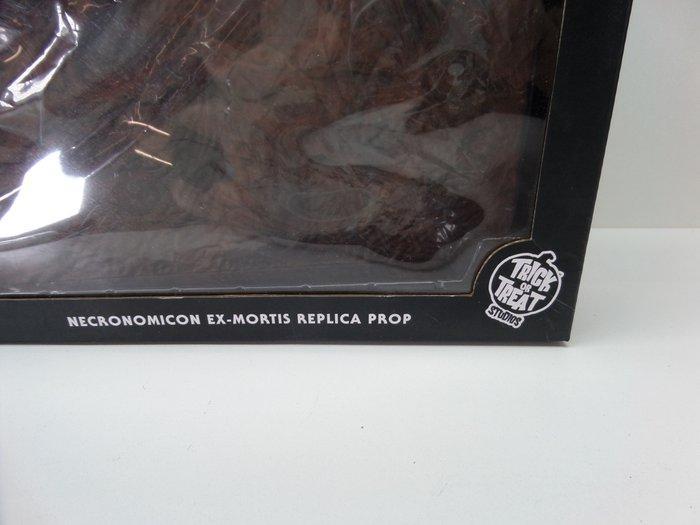 NECRONOMICON EX-MORTIS REPLICA PROP
TRICK
OR
TREAT
STUDIOS